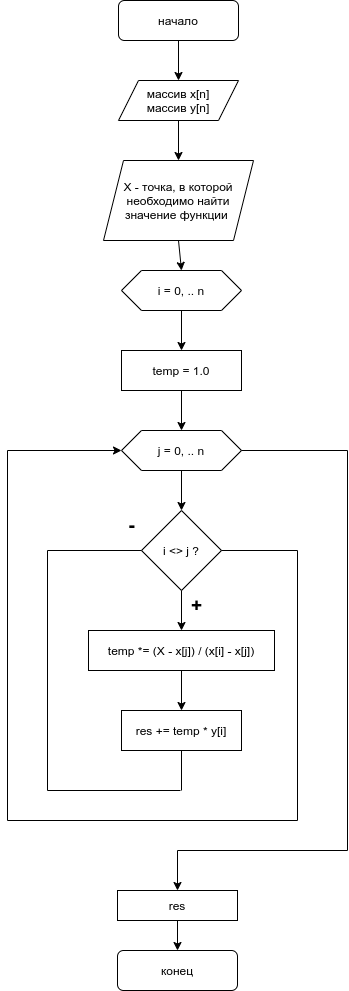 начало
массив x[n]
массив y[n]
X - точка, в которой
необходимо найти
значение функции
i = 0, .. n
temp = 1.0
j = 0, .. n
-
i <> j ?
+
temp *= (X - x[j]) / (x[i] - x[j])
res += temp * y[i]
res
конец